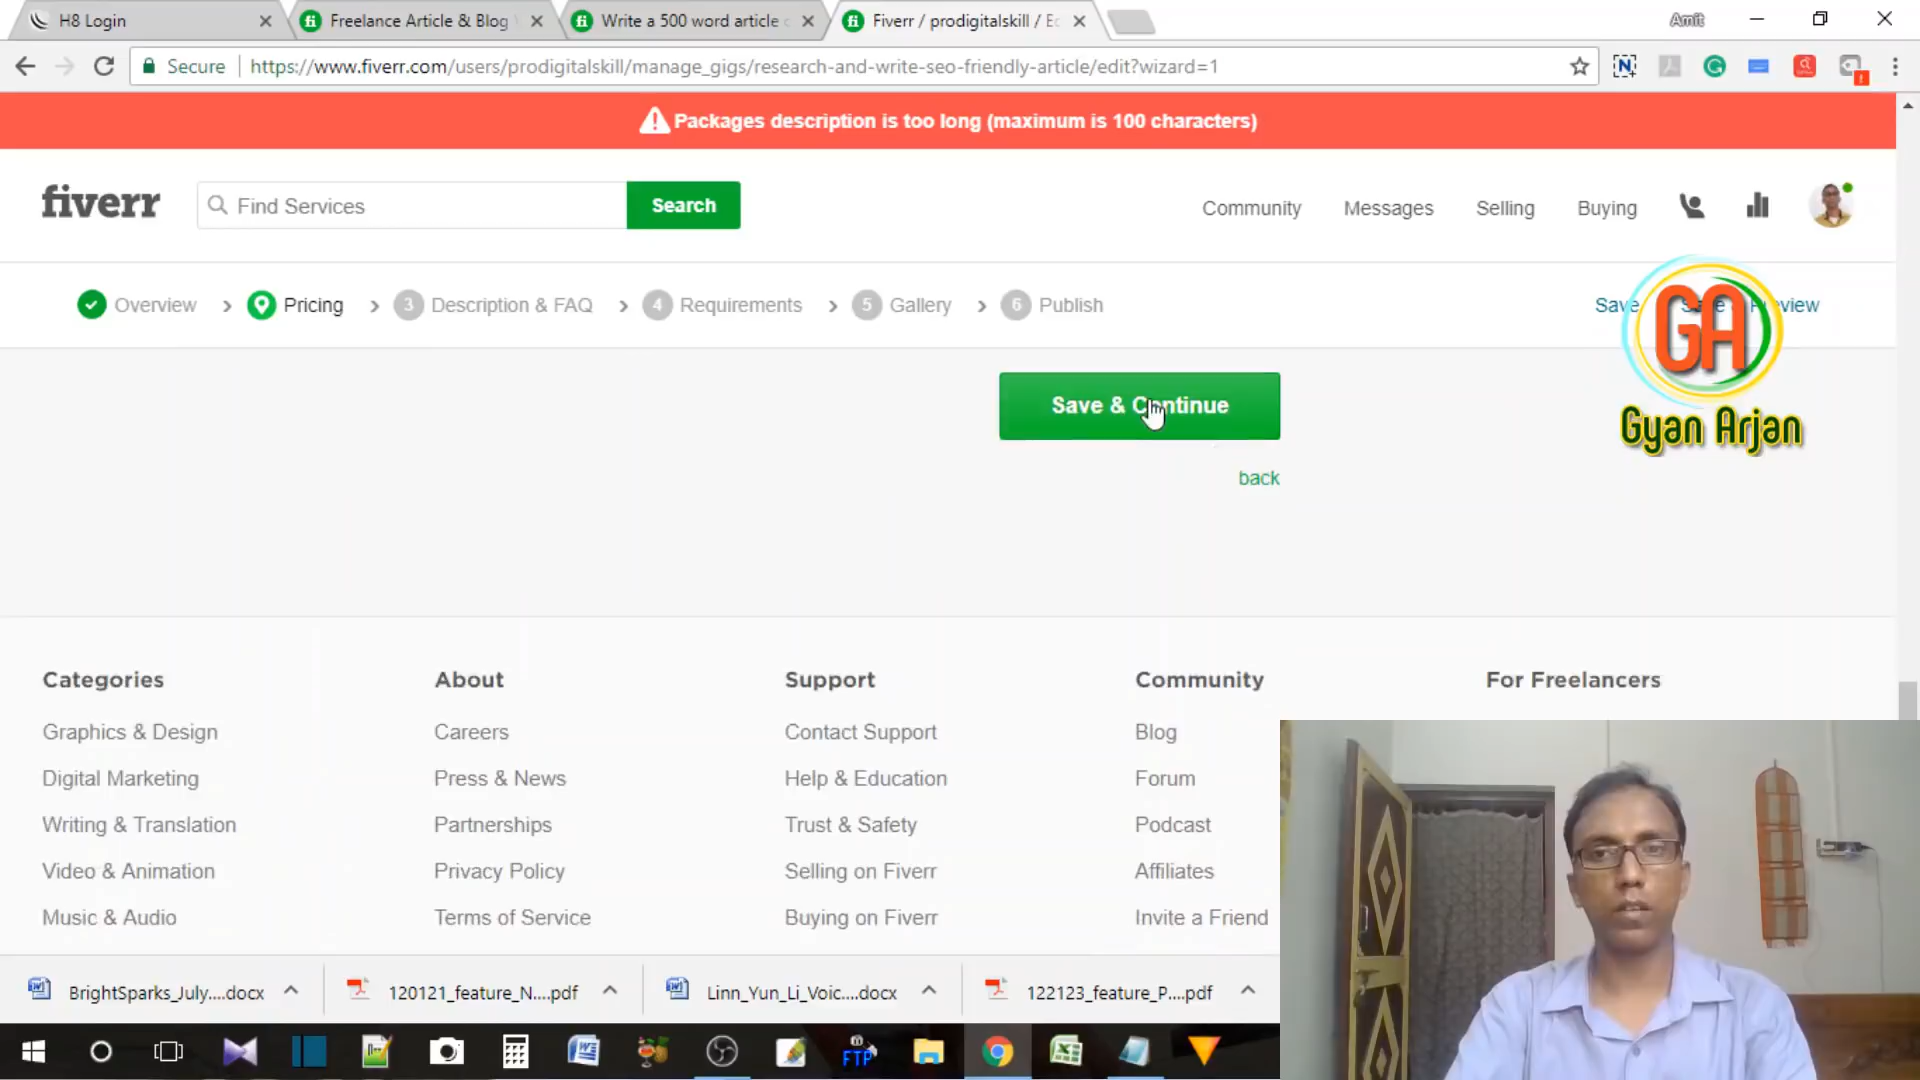 H8 Login
Freelance Article & Blog
Write a 500 word article
Fiverr / prodigitalskill / Ec
Amit
Secure
https://www.fiverr.com/users/prodigitalskill/manage_gigs/research-and-write-seo-friendly-article/edit?wizard=1
Packages description is too long (maximum is 100 characters)
fiverr
Find Services
Search
Community
Messages
Selling
Buying
Overview
Pricing
3 Description & FAQ
4 Requirements
5 Gallery
6 Publish
Save
GA
Gyan Arjan
Save & Continue
back
Categories
Graphics & Design
Digital Marketing
Writing & Translation
Video & Animation
Music & Audio
About
Careers
Press & News
Partnerships
Privacy Policy
Terms of Service
Support
Contact Support
Help & Education
Trust & Safety
Selling on Fiverr
Buying on Fiverr
Community
Blog
Forum
Podcast
Affiliates
Invite a Friend
For Freelancers
BrightSparks_July....docx
120121_feature_N....pdf
Linn_Yun_Li_Voic....docx
122123_feature_P....pdf
FTP